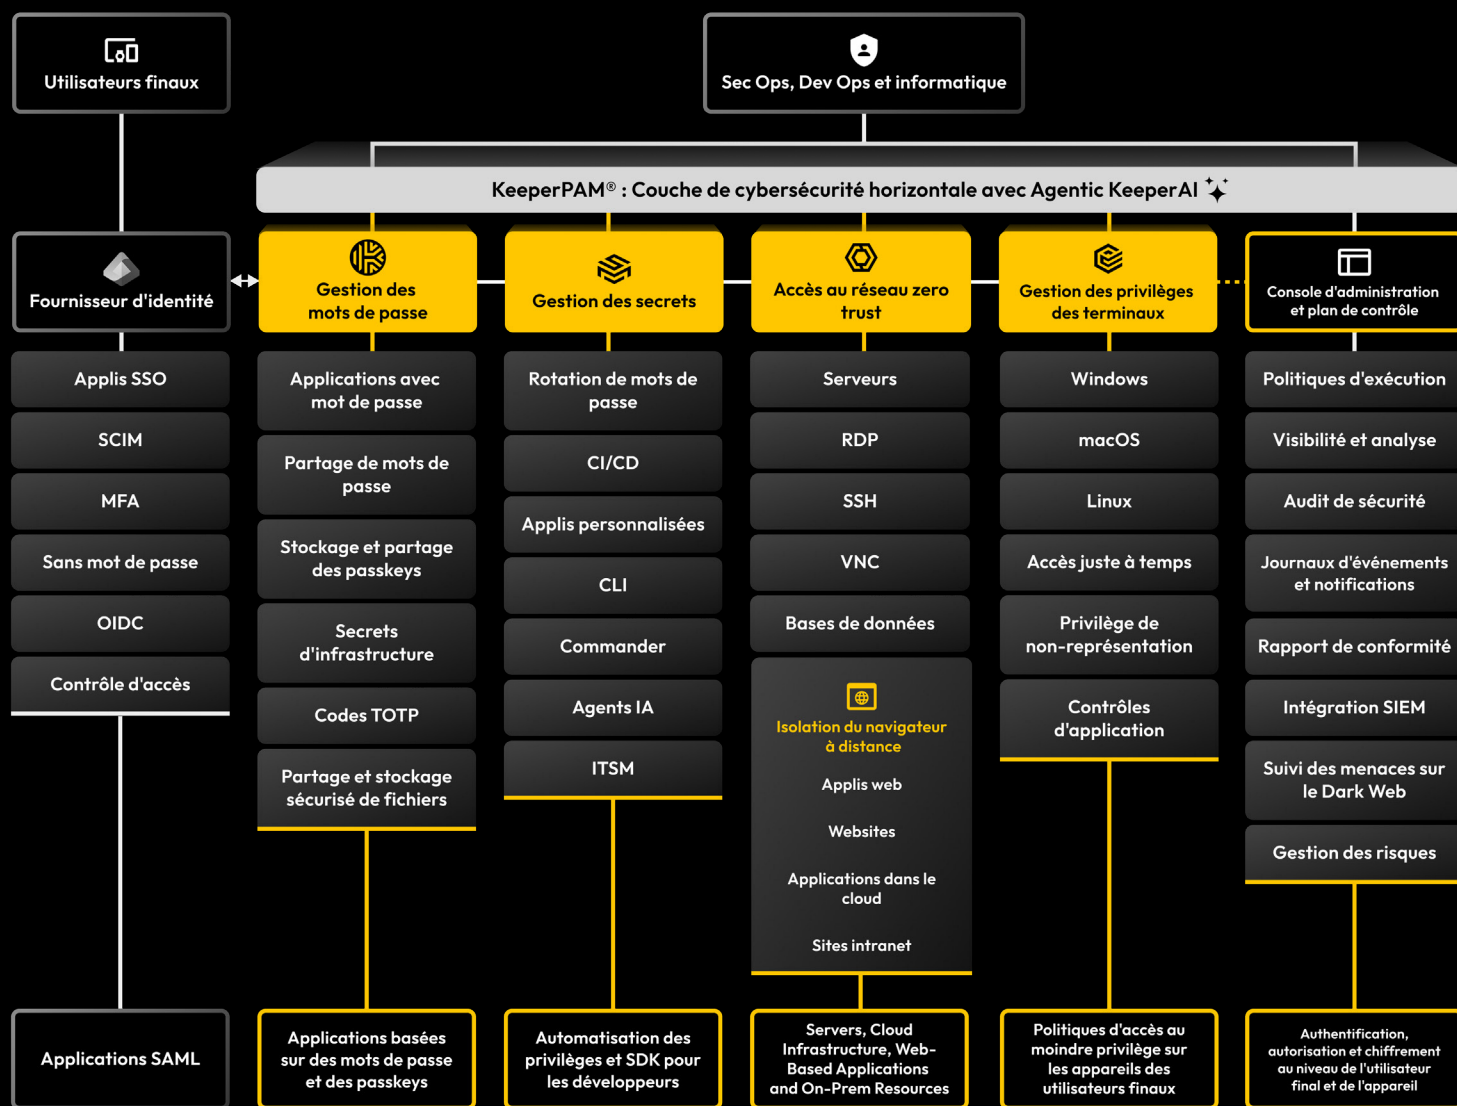 Utilisateurs finaux
Sec Ops, Dev Ops et informatique
KeeperPAM® : Couche de cybersécurité horizontale avec Agentic KeeperAI
Fournisseur d'identité
Gestion des
mots de passe
Gestion des secrets
Accès au réseau zero
trust
Gestion des privilèges
des terminaux
Console d'administration
et plan de contrôle
Applis SSO
SCIM
MFA
Sans mot de passe
OIDC
Contrôle d'accès
Applications SAML
Applications avec
mot de passe
Partage de mots de
passe
Stockage et partage
des passkeys
Secrets
d'infrastructure
Codes TOTP
Partage et stockage
sécurisé de fichiers
Applications basées
sur des mots de passe
et des passkeys
Rotation de mots de
passe
CI/CD
Applis personnalisées
CLI
Commander
Agents IA
ITSM
Automatisation des
privilèges et SDK pour
les développeurs
Serveurs
RDP
SSH
VNC
Bases de données
Isolation du navigateur
à distance
Applis web
Websites
Applications dans le
cloud
Sites intranet
Servers, Cloud
Infrastructure, Web-
Based Applications
and On-Prem Resources
Windows
macOS
Linux
Accès juste à temps
Privilège de
non-représentation
Contrôles
d'application
Politiques d'accès au
moindre privilège sur
les appareils des
utilisateurs finaux
Politiques d'exécution
Visibilité et analyse
Audit de sécurité
Journaux d'événements
et notifications
Rapport de conformité
Intégration SIEM
Suivi des menaces sur
le Dark Web
Gestion des risques
Authentification,
autorisation et chiffrement
au niveau de l'utilisateur
final et de l'appareil